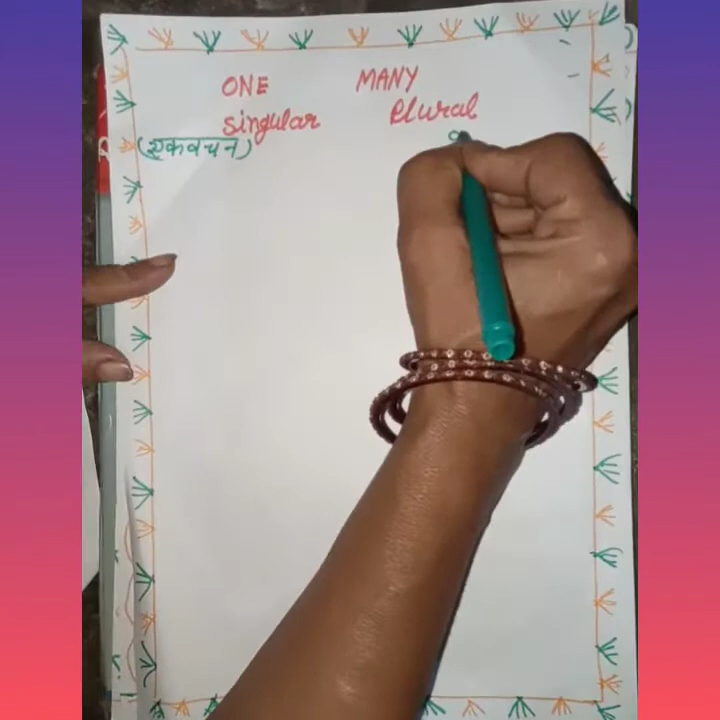 ONE MANY
singular Plural
(एकवचन)